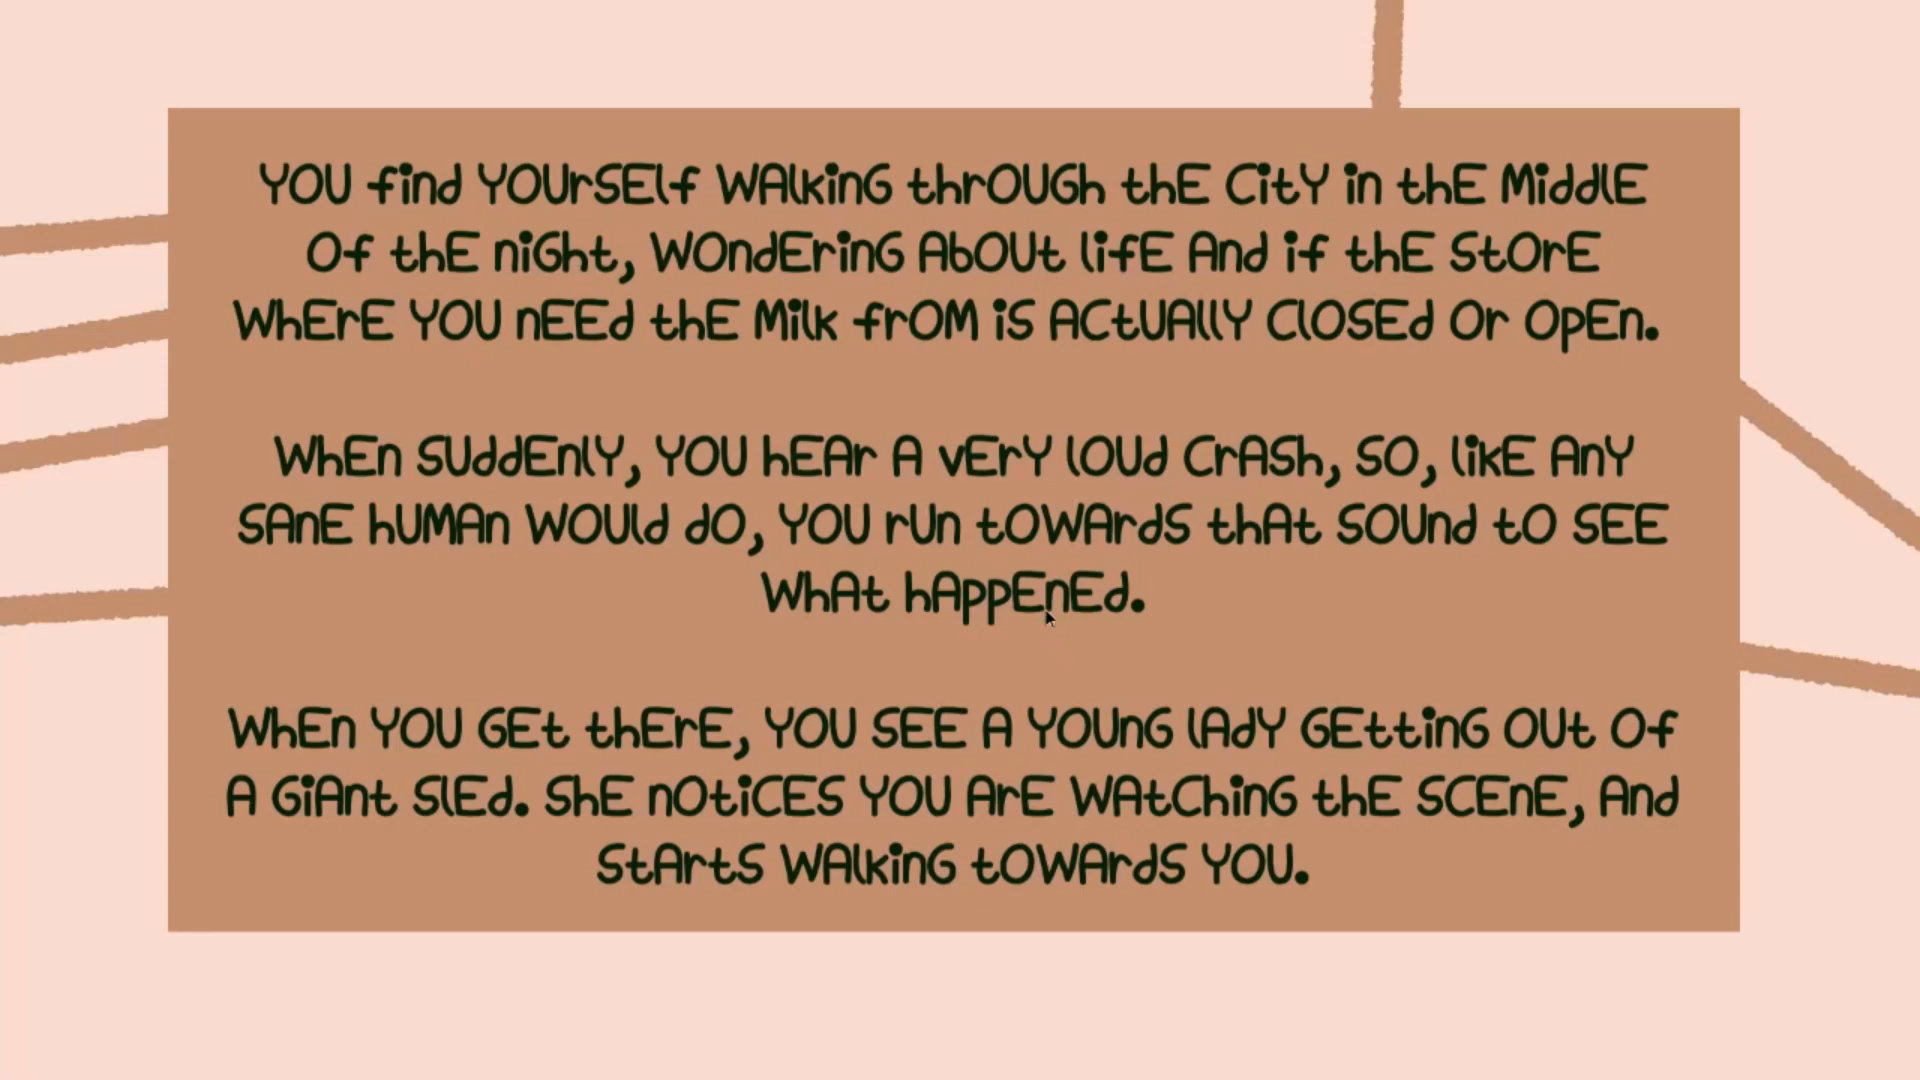 You find yourself walking through the city in the middle
of the night, wondering about life and if the store
where you need the milk from is actually closed or open.
When suddenly, you hear a very loud crash, so, like any
sane human would do, you run towards that sound to see
what happened.
When you get there, you see a young lady getting out of
a giant sled. She notices you are watching the scene, and
starts walking towards you.